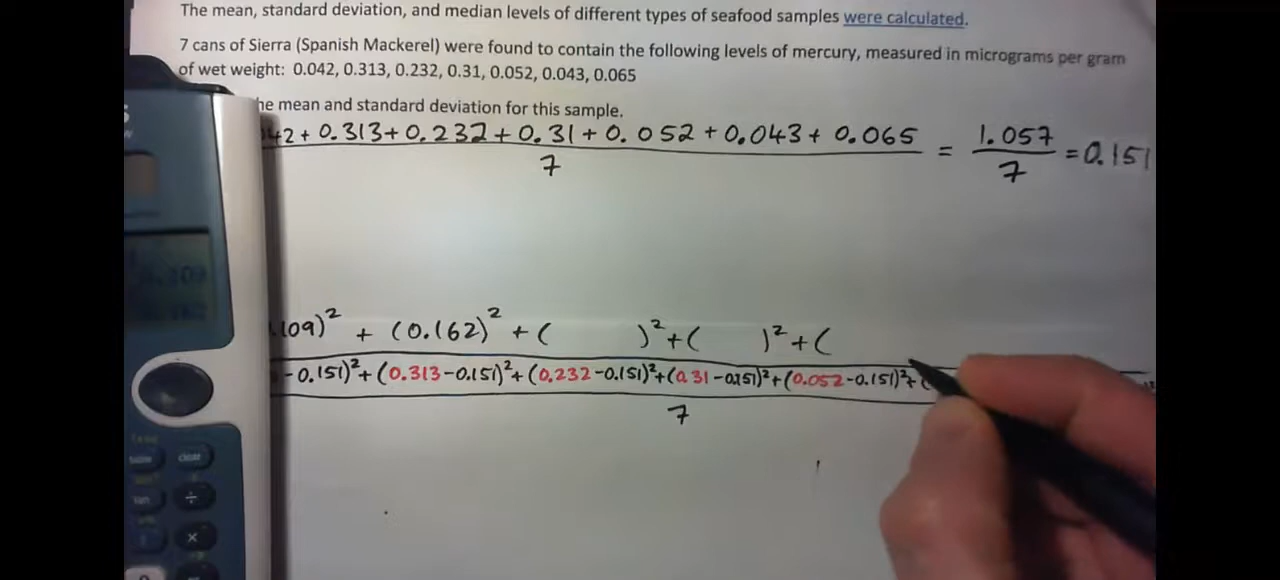 The mean, standard deviation, and median levels of different types of seafood samples were calculated.
7 cans of Sierra (Spanish Mackerel) were found to contain the following levels of mercury, measured in micrograms per gram
of wet weight: 0.042, 0.313, 0.232, 0.31, 0.052, 0.043, 0.065
he mean and standard deviation for this sample.
042 + 0.313 + 0.232 + 0.31 + 0.052 + 0.043 + 0.065 = 1.057 = 0.151
7 7
.109)² + (0.162)² + ( )² + ( )² + (
- 0.151)² + (0.313 - 0.151)² + (0.232 - 0.151)² + (0.31 - 0.151)² + (0.052 - 0.151)² + (
7
table clear
tan ÷
×